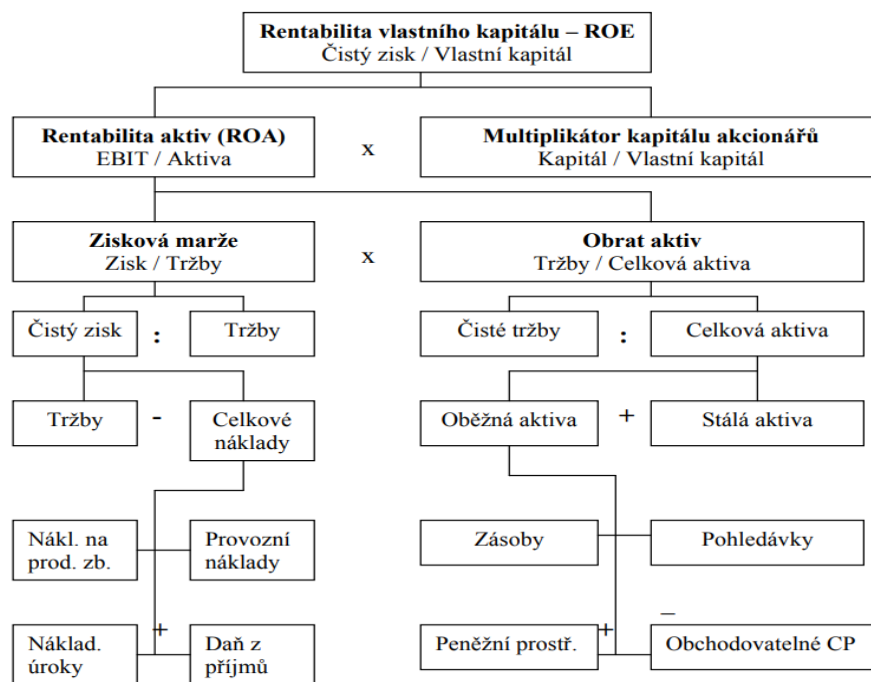 Rentabilita vlastního kapitálu – ROE
Čistý zisk / Vlastní kapitál
Rentabilita aktiv (ROA)
EBIT / Aktiva
x
Multiplikátor kapitálu akcionářů
Kapitál / Vlastní kapitál
Zisková marže
Zisk / Tržby
x
Obrat aktiv
Tržby / Celková aktiva
Čistý zisk
:
Tržby
Čisté tržby
:
Celková aktiva
Tržby
-
Celkové
náklady
Oběžná aktiva
+
Stálá aktiva
Nákl. na
prod. zb.
Provozní
náklady
Zásoby
Pohledávky
Náklad.
úroky
+
Daň z
příjmů
Peněžní prostř.
+
–
Obchodovatelné CP